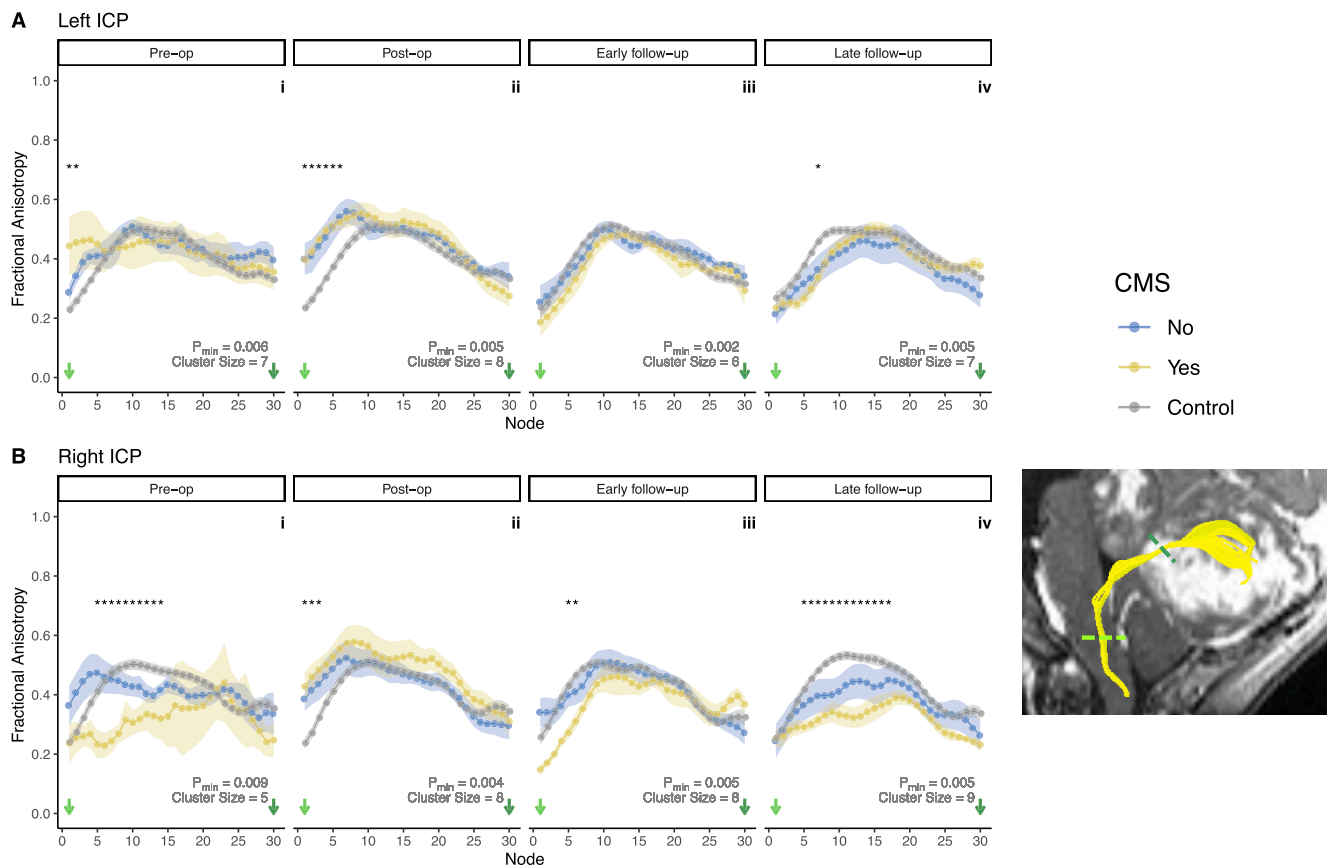 A Left ICP
Pre−op Post−op Early follow−up Late follow−up
1.0 i ii iii iv
0.8
** ****** *
0.6
0.4
0.2
Pmin = 0.006 Pmin = 0.005 Pmin = 0.002 Pmin = 0.005
Cluster Size = 7 Cluster Size = 8 Cluster Size = 6 Cluster Size = 7
0.0
Fractional Anisotropy
0 5 10 15 20 25 30 0 5 10 15 20 25 30 0 5 10 15 20 25 30 0 5 10 15 20 25 30
Node
CMS
No
Yes
Control
B Right ICP
Pre−op Post−op Early follow−up Late follow−up
1.0 i ii iii iv
0.8
********** *** ** *************
0.6
0.4
0.2
Pmin = 0.009 Pmin = 0.004 Pmin = 0.005 Pmin = 0.005
Cluster Size = 5 Cluster Size = 8 Cluster Size = 8 Cluster Size = 9
0.0
Fractional Anisotropy
0 5 10 15 20 25 30 0 5 10 15 20 25 30 0 5 10 15 20 25 30 0 5 10 15 20 25 30
Node